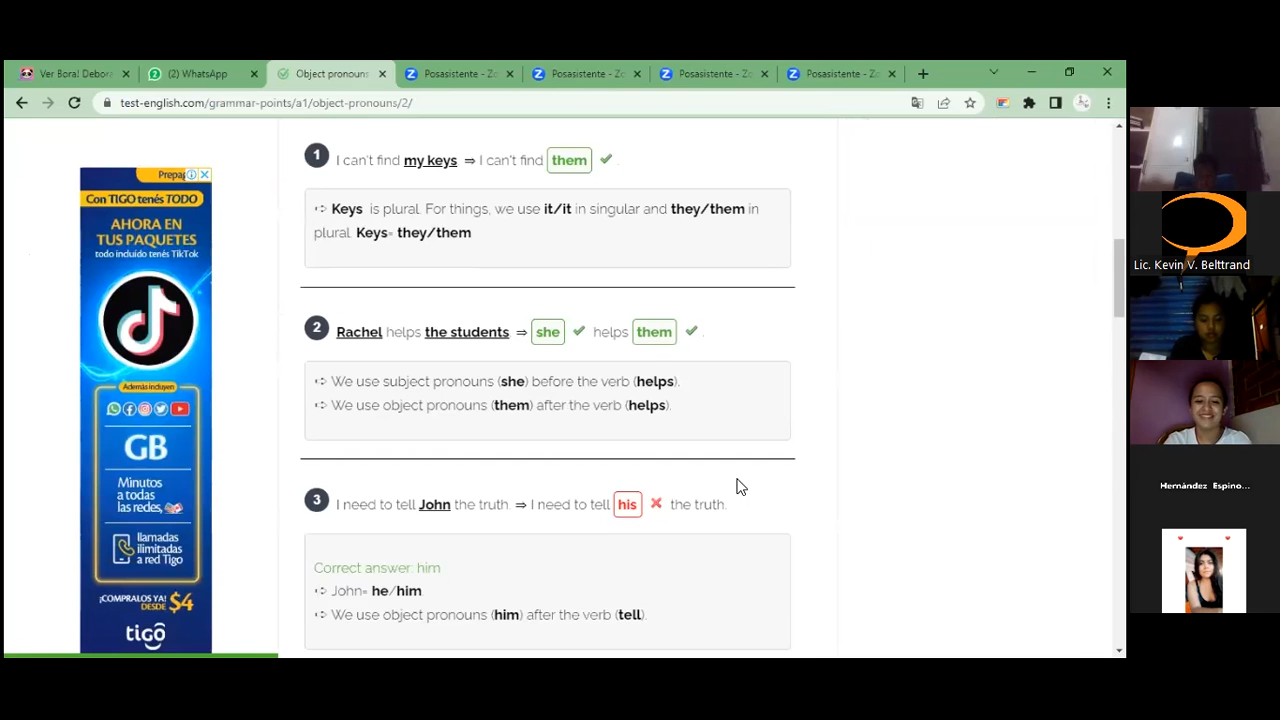 Ver Bora! Debora
(2) WhatsApp
Object pronouns
Posasistente - Zo
Posasistente - Zo
Posasistente - Zo
Posasistente - Zo
test-english.com/grammar-points/a1/object-pronouns/2/
1 I can't find my keys ⇒ I can't find them ✔ .
➪ Keys is plural. For things, we use it/it in singular and they/them in
plural. Keys= they/them
2 Rachel helps the students ⇒ she ✔ helps them ✔ .
➪ We use subject pronouns (she) before the verb (helps).
➪ We use object pronouns (them) after the verb (helps).
3 I need to tell John the truth. ⇒ I need to tell his ✖ the truth.
Correct answer: him
➪ John= he/him
➪ We use object pronouns (him) after the verb (tell).
Con TIGO tenés TODO
AHORA EN
TUS PAQUETES
todo incluido tenés TikTok
Además incluyen
GB
Minutos
a todas
las redes,
llamadas
ilimitadas
a red Tigo
¡COMPRALOS YA!
DESDE $4
tigo
Lic. Kevin V. Belttrand
Hernández Espino...